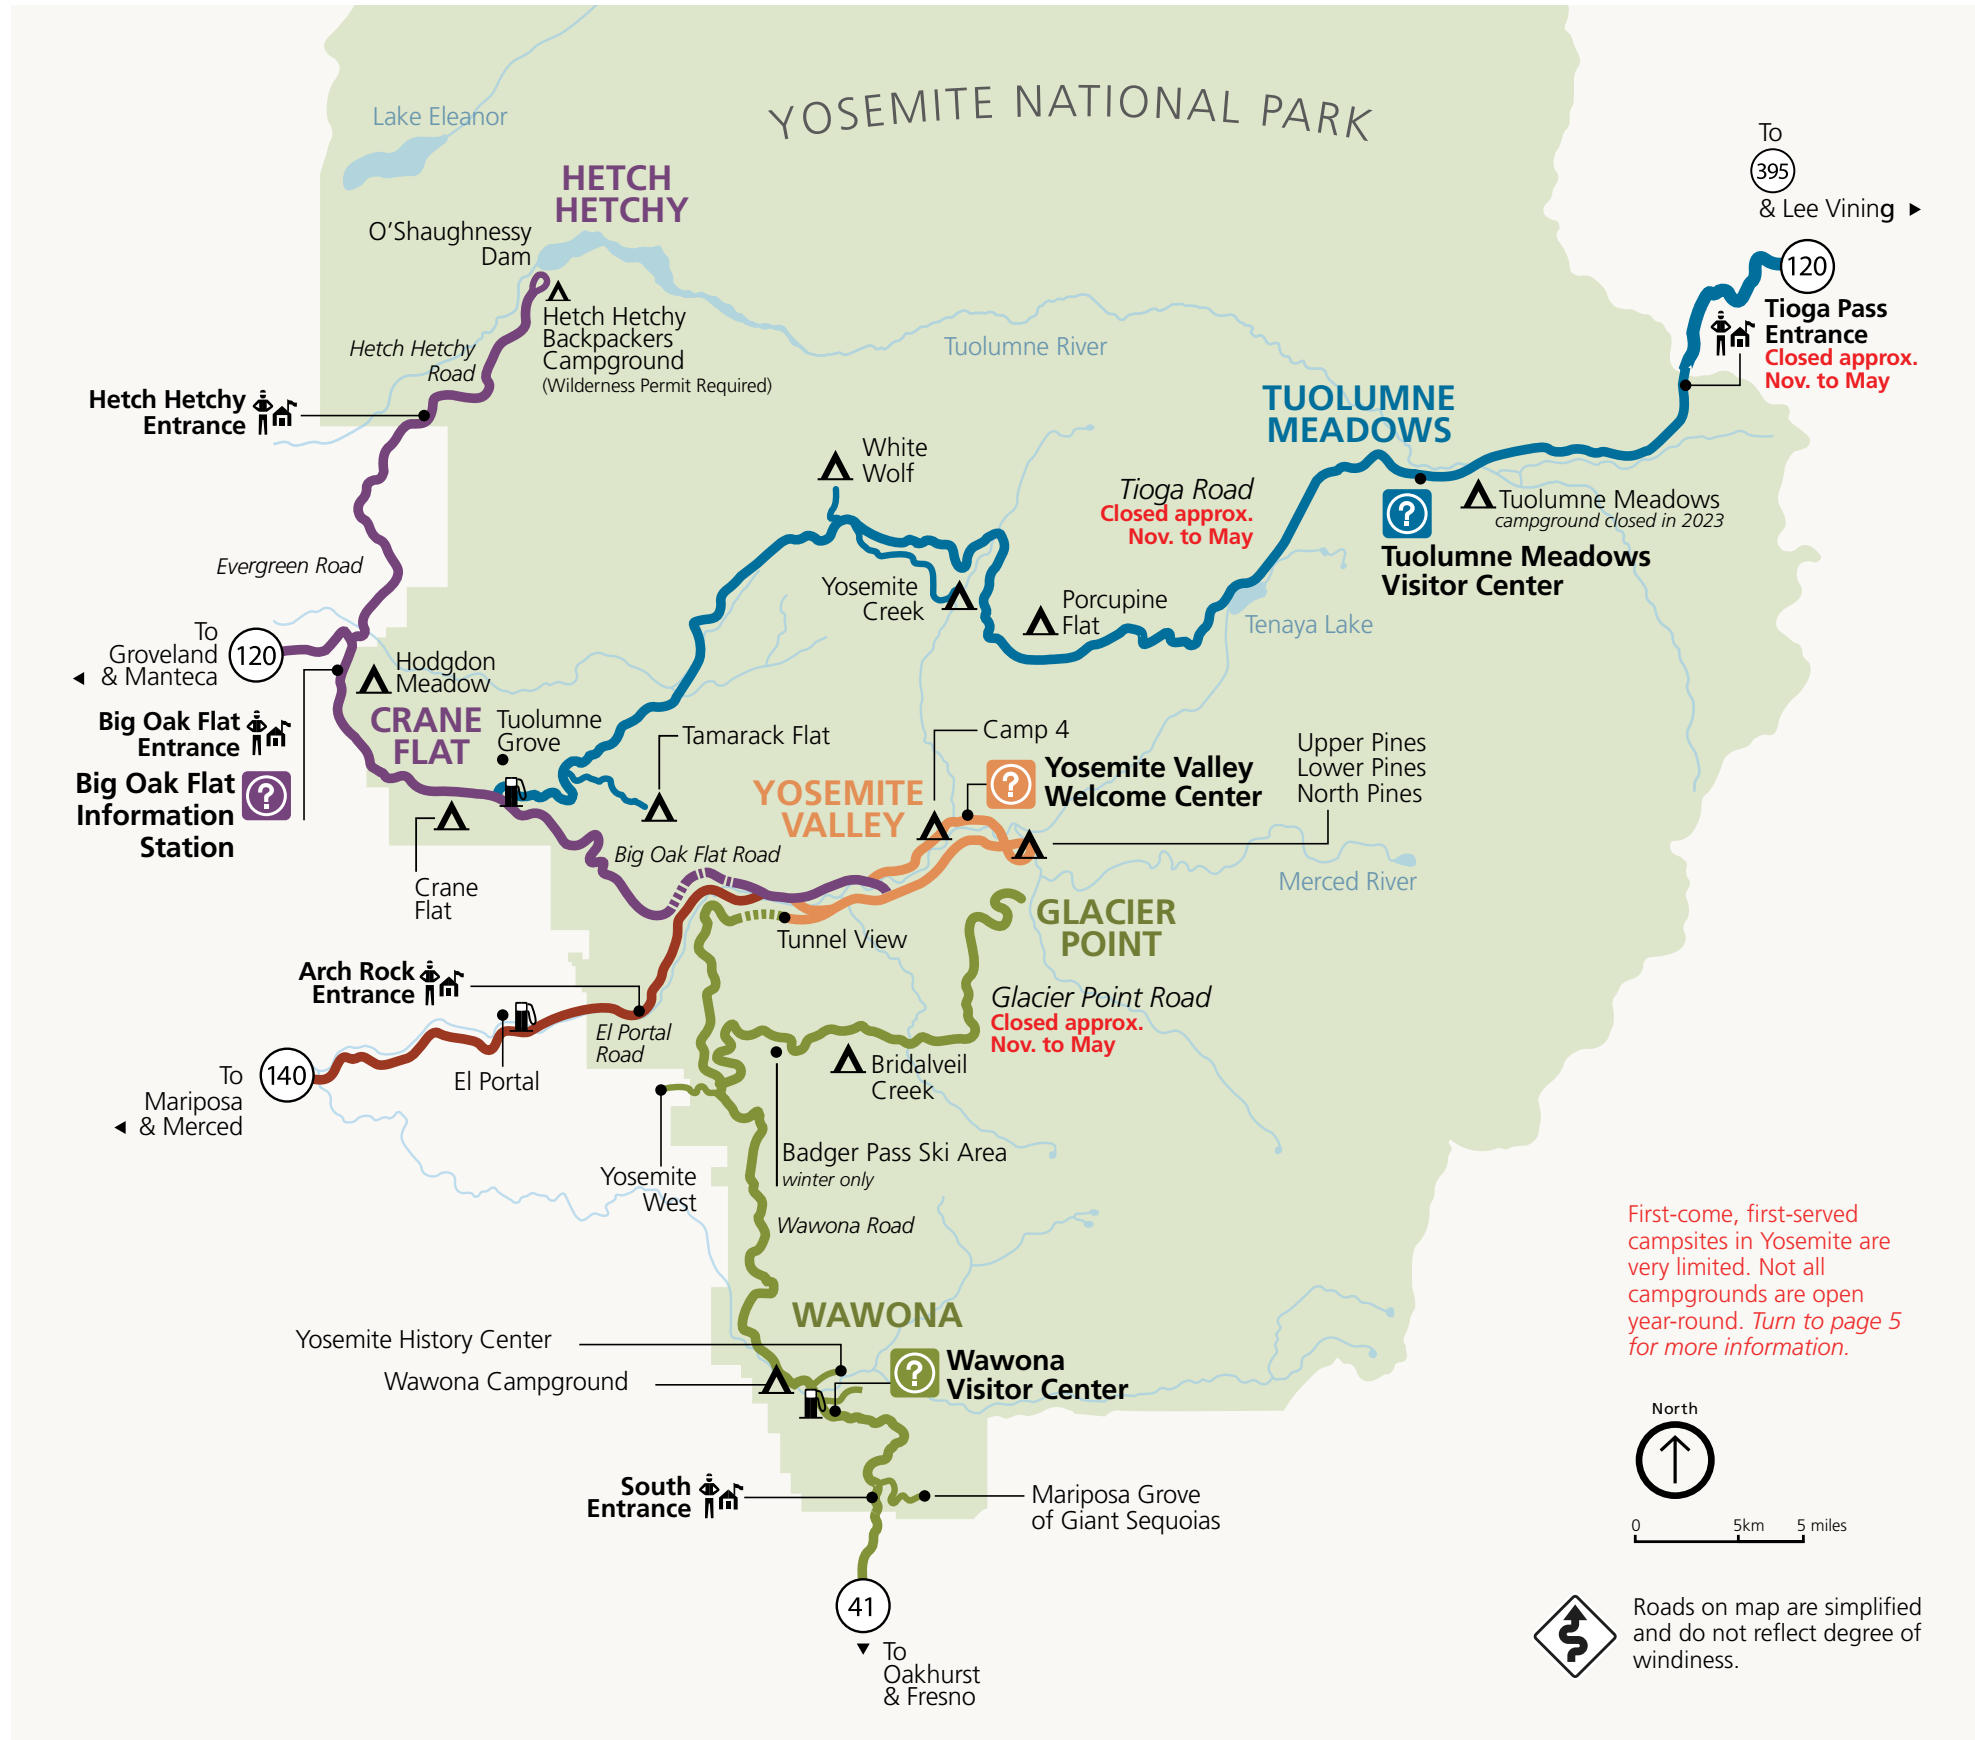 YOSEMITE NATIONAL PARK
Lake Eleanor
To
395
& Lee Vining
HETCH
HETCHY
O'Shaughnessy
Dam
120
Tioga Pass
Entrance
Closed approx.
Nov. to May
Hetch Hetchy
Backpackers
Campground
(Wilderness Permit Required)
Hetch Hetchy
Road
Tuolumne River
Hetch Hetchy
Entrance
TUOLUMNE
MEADOWS
White
Wolf
Tioga Road
Closed approx.
Nov. to May
?
Tuolumne Meadows
campground closed in 2023
Tuolumne Meadows
Visitor Center
Evergreen Road
Yosemite
Creek
Porcupine
Flat
Tenaya Lake
To
Groveland
& Manteca
120
Hodgdon
Meadow
Big Oak Flat
Entrance
CRANE
FLAT
Tuolumne
Grove
Tamarack Flat
Camp 4
Upper Pines
Lower Pines
North Pines
Big Oak Flat
Information
Station
?
YOSEMITE
VALLEY
?
Yosemite Valley
Welcome Center
Big Oak Flat Road
Crane
Flat
Merced River
Tunnel View
GLACIER
POINT
Arch Rock
Entrance
Glacier Point Road
Closed approx.
Nov. to May
El Portal
Road
To
Mariposa
& Merced
140
El Portal
Bridalveil
Creek
Badger Pass Ski Area
winter only
Yosemite
West
Wawona Road
First-come, first-served
campsites in Yosemite are
very limited. Not all
campgrounds are open
year-round. Turn to page 5
for more information.
WAWONA
Yosemite History Center
Wawona Campground
?
Wawona
Visitor Center
North
South
Entrance
Mariposa Grove
of Giant Sequoias
0 5km 5 miles
41
To
Oakhurst
& Fresno
Roads on map are simplified
and do not reflect degree of
windiness.